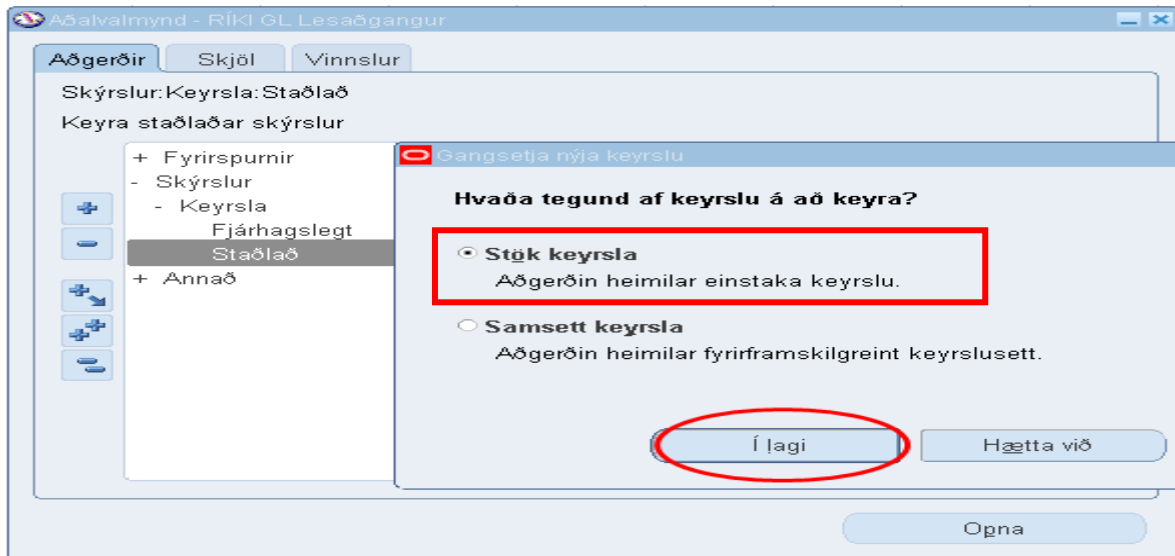 Aðalvalmynd - RÍKI GL Lesaðgangur
Aðgerðir Skjöl Vinnslur
Skýrslur:Keyrsla:Staðlað
Keyra staðlaðar skýrslur
+ Fyrirspurnir
- Skýrslur
- Keyrsla
Fjárhagslegt
Staðlað
+ Annað
Gangsetja nýja keyrslu
Hvaða tegund af keyrslu á að keyra?
Stök keyrsla
Aðgerðin heimilar einstaka keyrslu.
Samsett keyrsla
Aðgerðin heimilar fyrirframskilgreint keyrslusett.
Í lagi
Hætta við
Opna